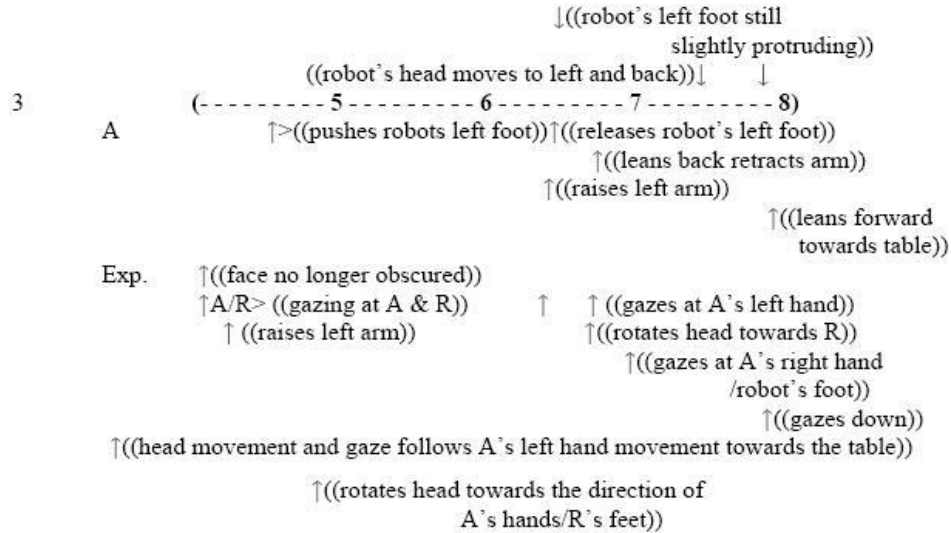 ↓((robot’s left foot still
slightly protruding))
((robot’s head moves to left and back))↓ ↓
3 (- - - - - - - - - 5 - - - - - - - - - 6 - - - - - - - - - 7 - - - - - - - - - 8)
A ↑>((pushes robots left foot))↑((releases robot’s left foot))
↑((leans back retracts arm))
↑((raises left arm))
↑((leans forward
towards table))
Exp. ↑((face no longer obscured))
↑A/R> ((gazing at A & R)) ↑ ↑ ((gazes at A’s left hand))
↑ ((raises left arm)) ↑((rotates head towards R))
↑((gazes at A’s right hand
/robot’s foot))
↑((gazes down))
↑((head movement and gaze follows A’s left hand movement towards the table))
↑((rotates head towards the direction of
A’s hands/R’s feet))